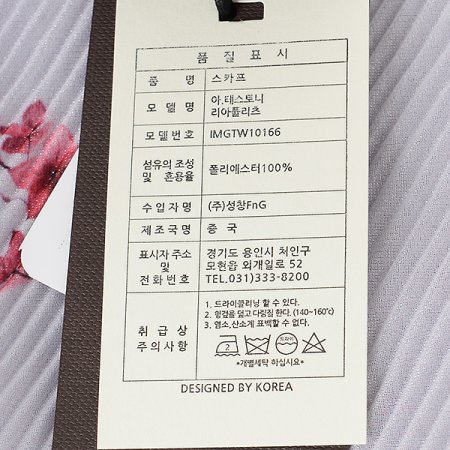 품 질 표 시
품 명 스카프
모 델 명 아.테스토니
리아플리츠
모델번호 IMGTW10166
섬유의 조성
및 혼용율 폴리에스터100%
수 입 자 명 (주)성창FnG
제 조 국 명 중 국
표시자 주소
및
전 화 번 호 경기도 용인시 처인구
모현읍 외개일로 52
TEL.031)333-8200
취 급 상
주 의 사 항 1. 드라이클리닝 할 수 있다.
2. 헝겊을 덮고 다림질 한다. (140~160℃)
3. 염소,산소계 표백할 수 없다.
2 드라이
*개별세탁 하십시요*
DESIGNED BY KOREA